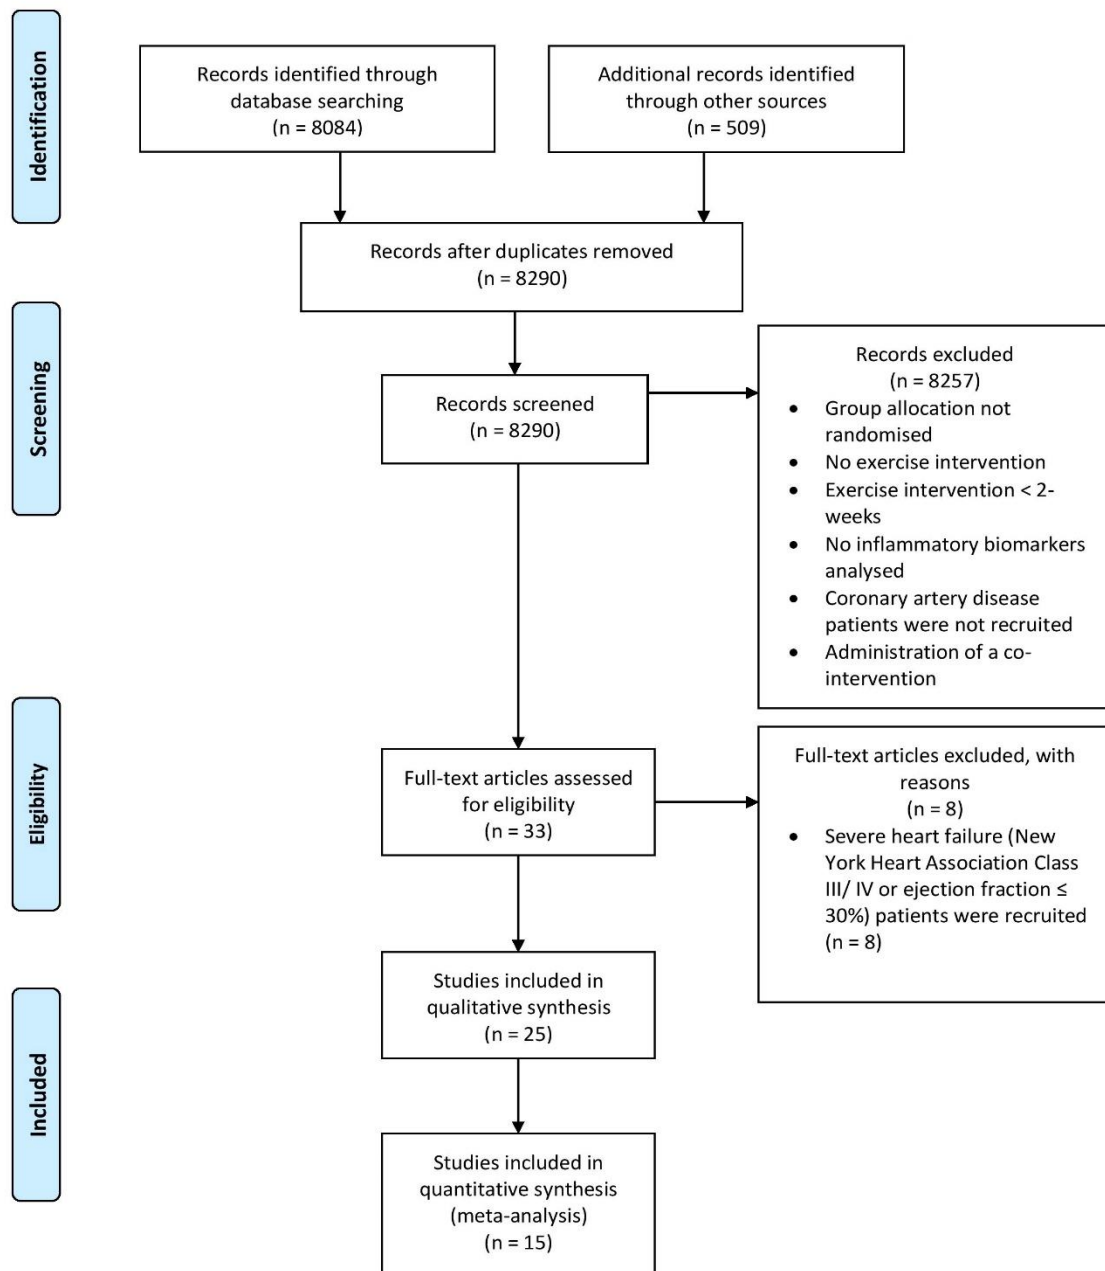 Identification
Records identified through
database searching
(n = 8084)
Additional records identified
through other sources
(n = 509)
Records after duplicates removed
(n = 8290)
Screening
Records screened
(n = 8290)
Records excluded
(n = 8257)
• Group allocation not
randomised
• No exercise intervention
• Exercise intervention < 2-
weeks
• No inflammatory biomarkers
analysed
• Coronary artery disease
patients were not recruited
• Administration of a co-
intervention
Eligibility
Full-text articles assessed
for eligibility
(n = 33)
Full-text articles excluded, with
reasons
(n = 8)
• Severe heart failure (New
York Heart Association Class
III/ IV or ejection fraction ≤
30%) patients were recruited
(n = 8)
Included
Studies included in
qualitative synthesis
(n = 25)
Studies included in
quantitative synthesis
(meta-analysis)
(n = 15)